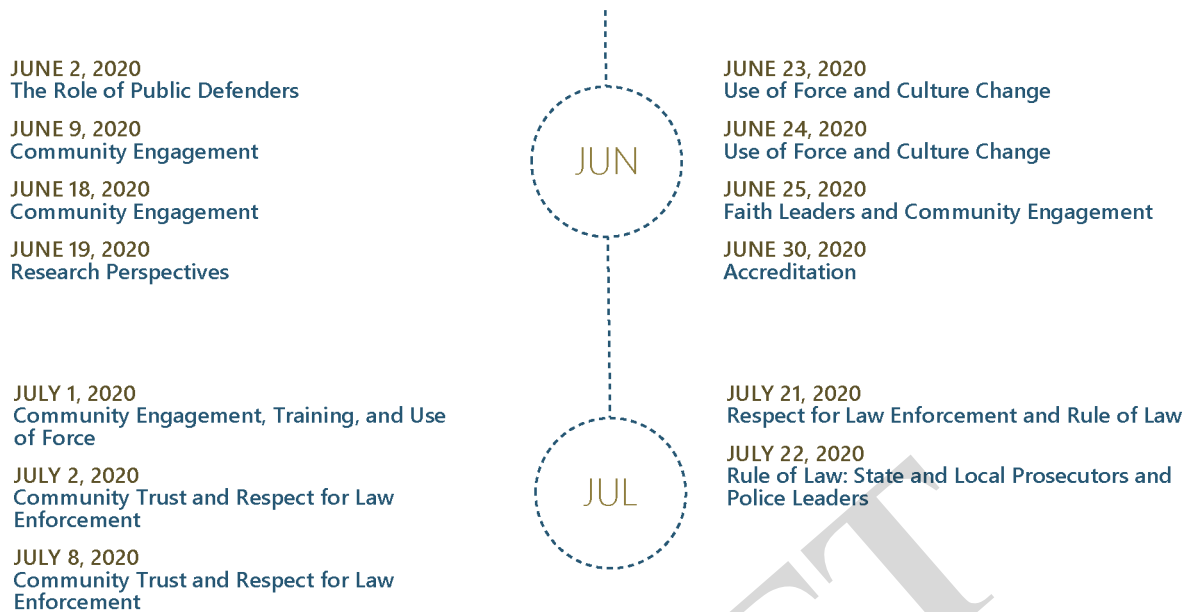 JUNE 2, 2020
The Role of Public Defenders
JUNE 9, 2020
Community Engagement
JUNE 18, 2020
Community Engagement
JUNE 19, 2020
Research Perspectives
JUN
JUNE 23, 2020
Use of Force and Culture Change
JUNE 24, 2020
Use of Force and Culture Change
JUNE 25, 2020
Faith Leaders and Community Engagement
JUNE 30, 2020
Accreditation
JULY 1, 2020
Community Engagement, Training, and Use
of Force
JULY 2, 2020
Community Trust and Respect for Law
Enforcement
JULY 8, 2020
Community Trust and Respect for Law
Enforcement
JUL
JULY 21, 2020
Respect for Law Enforcement and Rule of Law
JULY 22, 2020
Rule of Law: State and Local Prosecutors and
Police Leaders